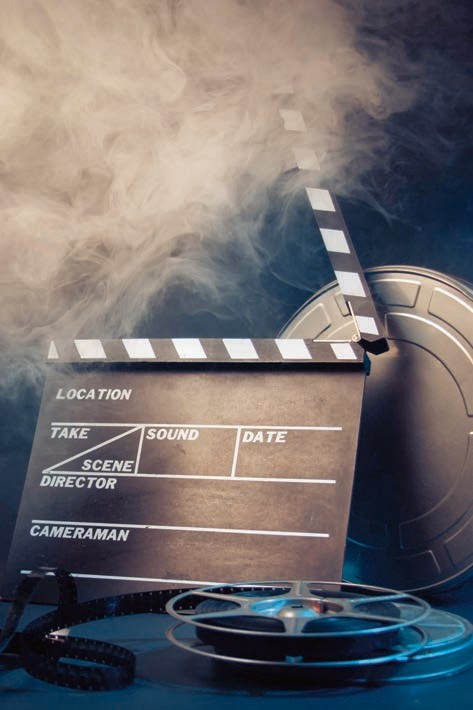 LOCATION
TAKE SOUND DATE
SCENE
DIRECTOR
CAMERAMAN